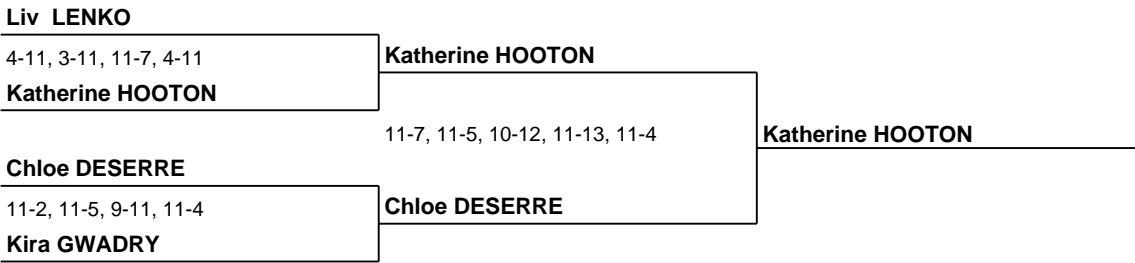 Liv  LENKO
4-11, 3-11, 11-7, 4-11
Katherine HOOTON
Katherine HOOTON
11-7, 11-5, 10-12, 11-13, 11-4
Katherine HOOTON
Chloe DESERRE
11-2, 11-5, 9-11, 11-4
Kira GWADRY
Chloe DESERRE